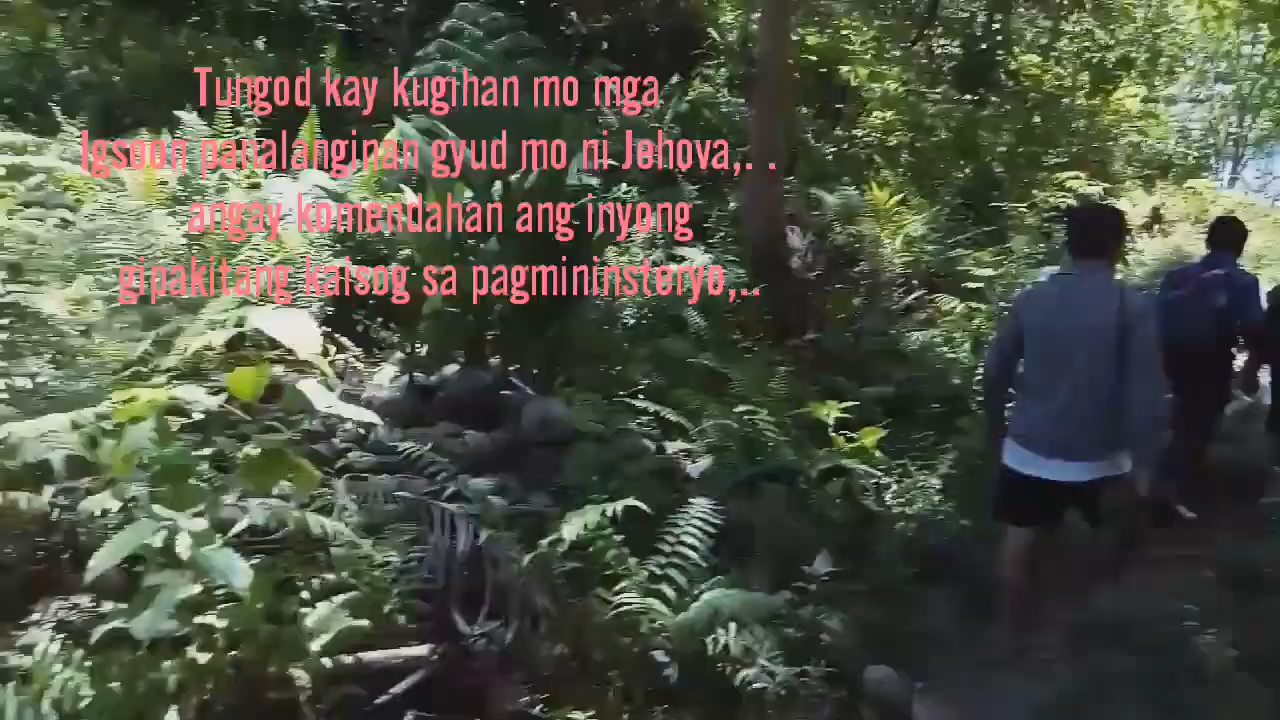 Tungod kay kugihan mo mga
Igsoon panalanginan gyud mo ni Jehova,. .
angay komendahan ang inyong
gipakitang kaisog sa pagmininsteryo,..